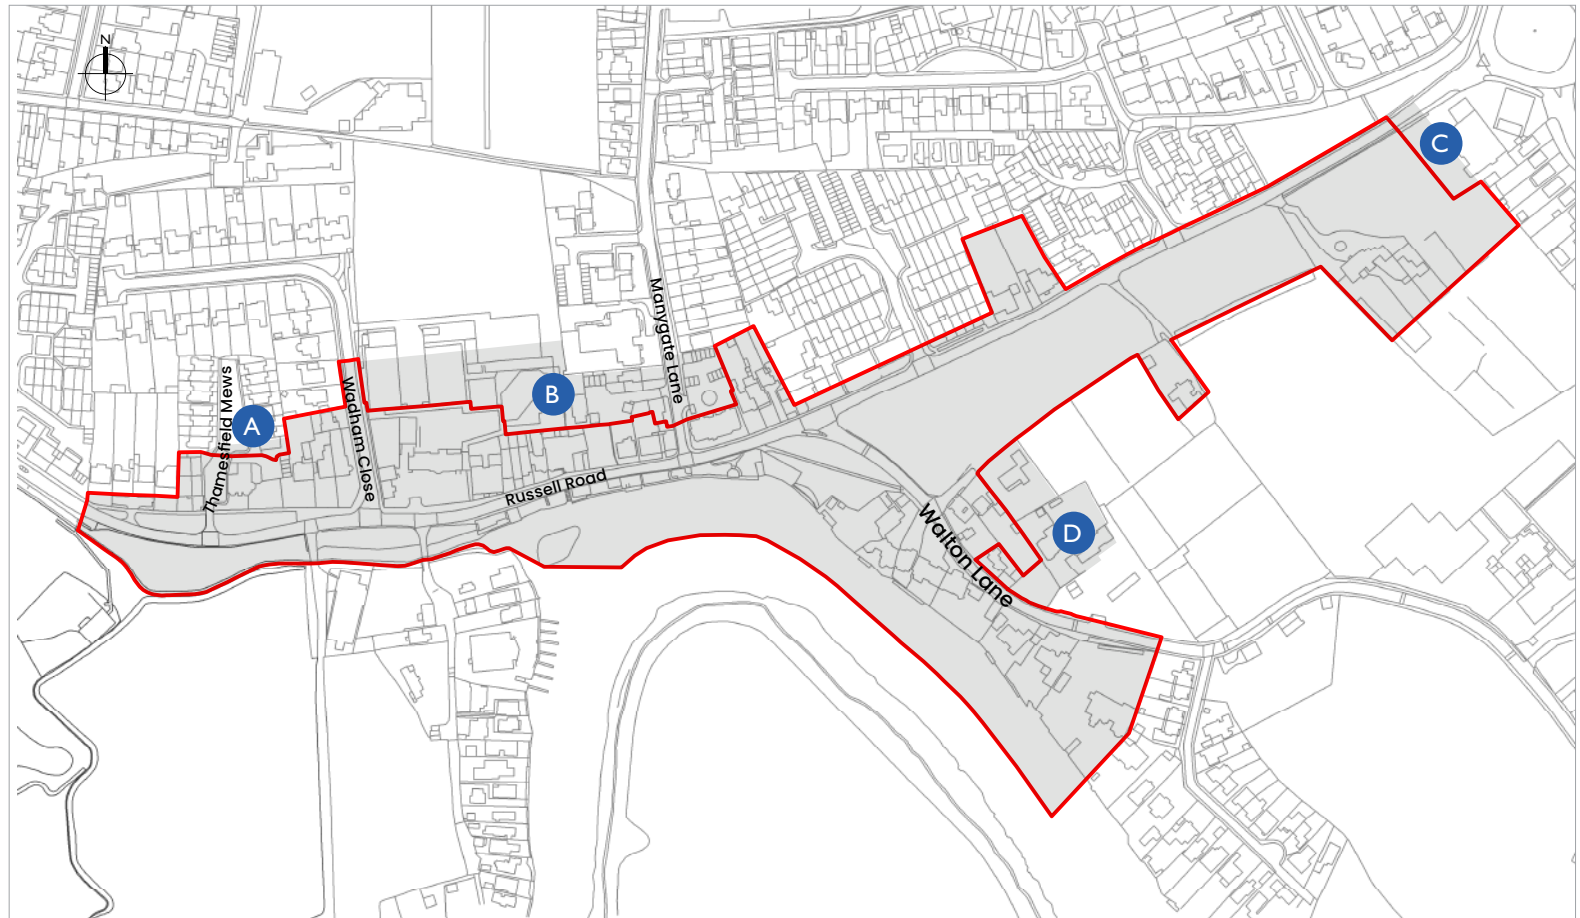 N
C
Manygate Lane
B
Thamesfield Mews
A
Wadham Close
Russell Road
Walton Lane
D